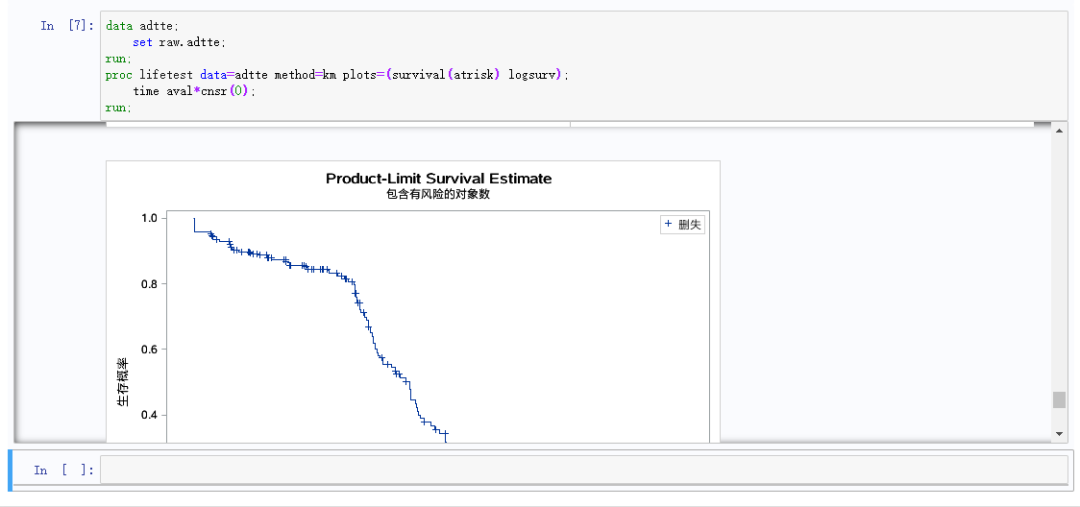 In [7]:
data adtte;
set raw.adtte;
run;
proc lifetest data=adtte method=km plots=(survival(atrisk) logsurv);
time aval*cnsr(0);
run;
Product-Limit Survival Estimate
包含有风险的对象数
+ 删失
1.0
0.8
0.6
0.4
生存概率
In [ ]: